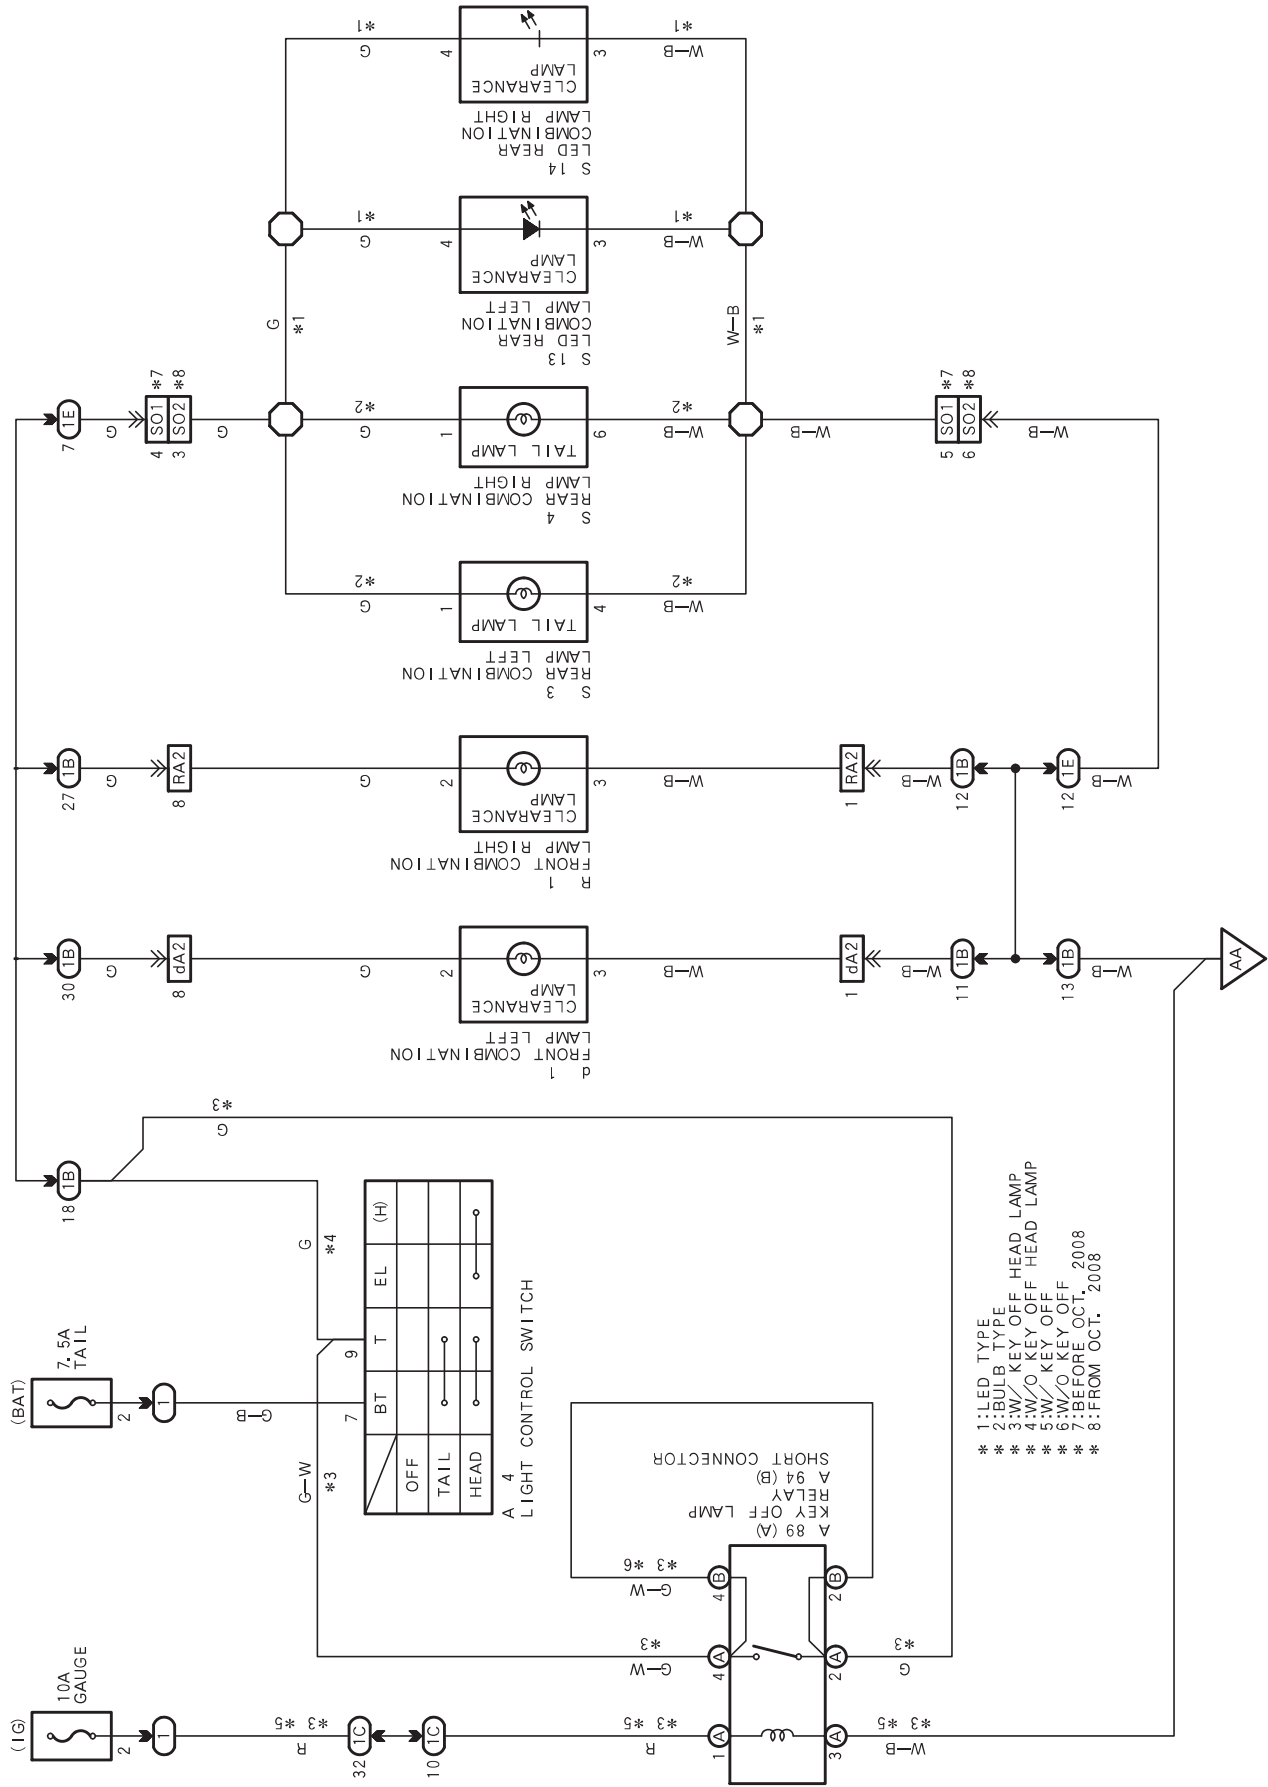 (IG)
10A
GAUGE
2
1
R
*3 *5
32
1C
10
1C
R
*3 *5
1
A
3
A
W-B
*3 *5
(BAT)
7.5A
TAIL
2
1
G-B
7
9
BT
T
EL
(H)
OFF
TAIL
HEAD
A 4
LIGHT CONTROL SWITCH
G-W
*3
G
*4
G-W
*3
4
A
2
A
G
*3
G-W
*3 *6
4
B
2
B
A 89 (A)
KEY OFF LAMP
RELAY
A 94 (B)
SHORT CONNECTOR
18
1B
G
*3
30
1B
G
8
dA2
G
2
CLEARANCE
LAMP
3
d 1
FRONT COMBINATION
LAMP LEFT
W-B
1
dA2
W-B
11
1B
13
1B
W-B
AA
27
1B
G
8
RA2
G
2
CLEARANCE
LAMP
3
R 1
FRONT COMBINATION
LAMP RIGHT
W-B
1
RA2
W-B
12
1B
12
1E
W-B
7
1E
G
4
SO1
*7
3
SO2
*8
G
G
*2
1
TAIL LAMP
4
S 3
REAR COMBINATION
LAMP LEFT
W-B
*2
G
*2
1
TAIL LAMP
6
S 4
REAR COMBINATION
LAMP RIGHT
W-B
*2
W-B
5
SO1
*7
6
SO2
*8
W-B
G
*1
W-B
*1
G
*1
4
CLEARANCE
LAMP
3
S 13
LED REAR
COMBINATION
LAMP LEFT
W-B
*1
G
*1
4
CLEARANCE
LAMP
3
S 14
LED REAR
COMBINATION
LAMP RIGHT
W-B
*1
* 1:LED TYPE
* 2:BULB TYPE
* 3:W/ KEY OFF HEAD LAMP
* 4:W/O KEY OFF HEAD LAMP
* 5:W/ KEY OFF
* 6:W/O KEY OFF
* 7:BEFORE OCT. 2008
* 8:FROM OCT. 2008